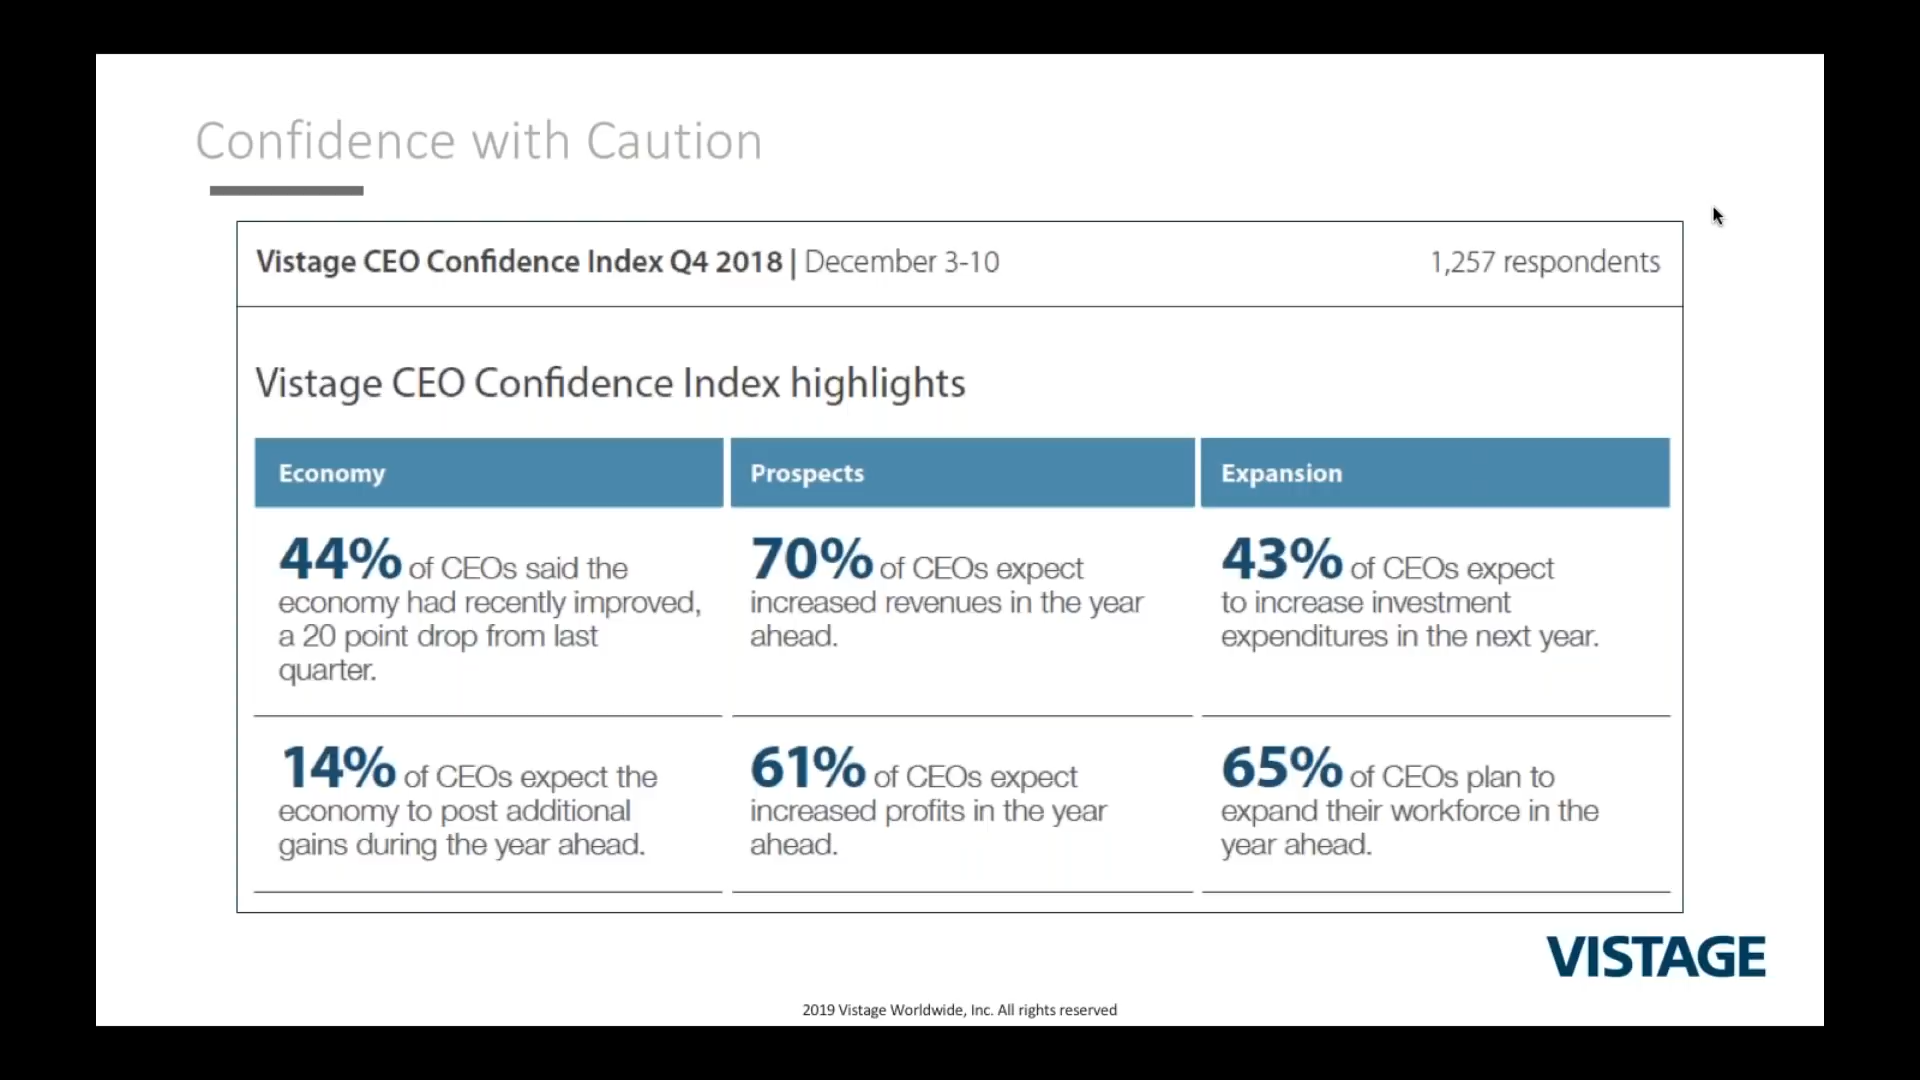 Confidence with Caution
Vistage CEO Confidence Index Q4 2018 | December 3-10
1,257 respondents
Vistage CEO Confidence Index highlights
Economy
Prospects
Expansion
44% of CEOs said the
economy had recently improved,
a 20 point drop from last
quarter.
70% of CEOs expect
increased revenues in the year
ahead.
43% of CEOs expect
to increase investment
expenditures in the next year.
14% of CEOs expect the
economy to post additional
gains during the year ahead.
61% of CEOs expect
increased profits in the year
ahead.
65% of CEOs plan to
expand their workforce in the
year ahead.
VISTAGE
2019 Vistage Worldwide, Inc. All rights reserved